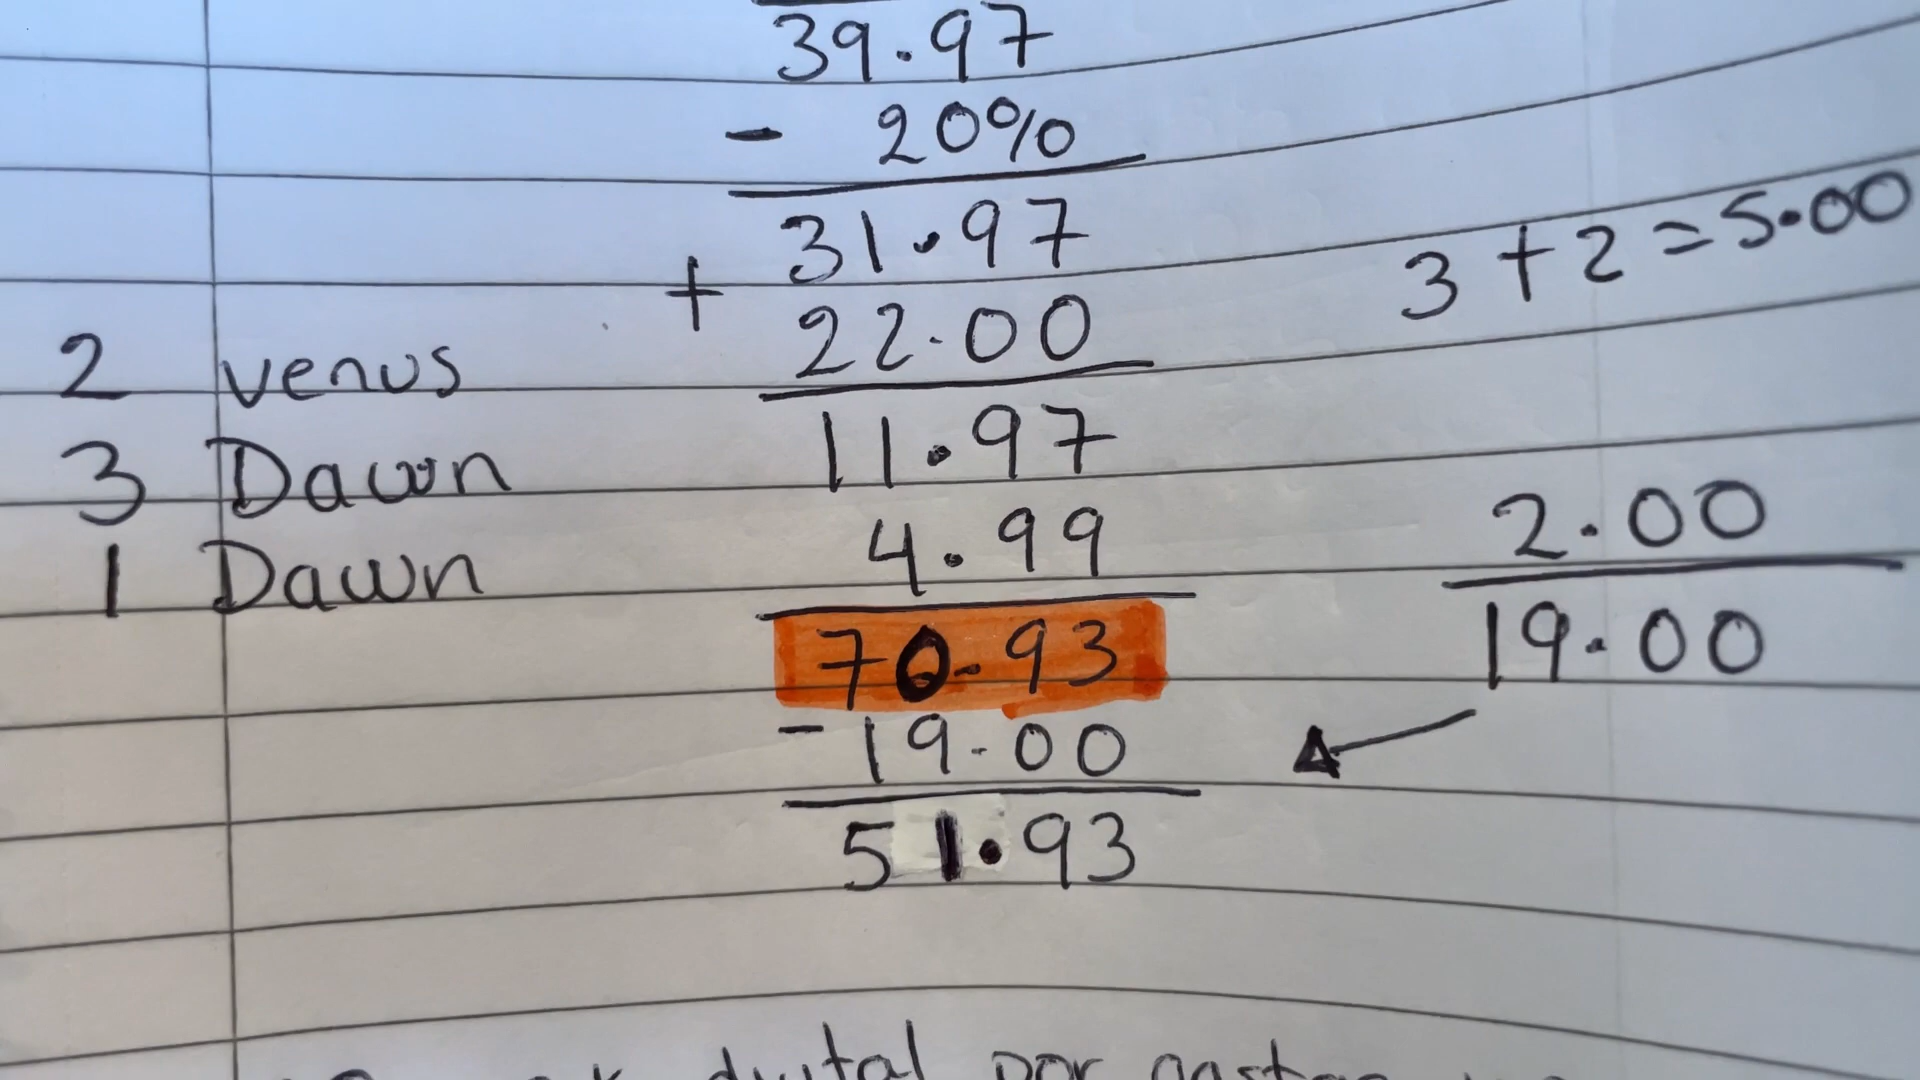 39.97
- 20%
31.97
+ 22.00
3 + 2 = 5.00
2 venus
3 Dawn 11.97
1 Dawn 4.99
2.00
70.93
19.00
- 19.00
51.93
por